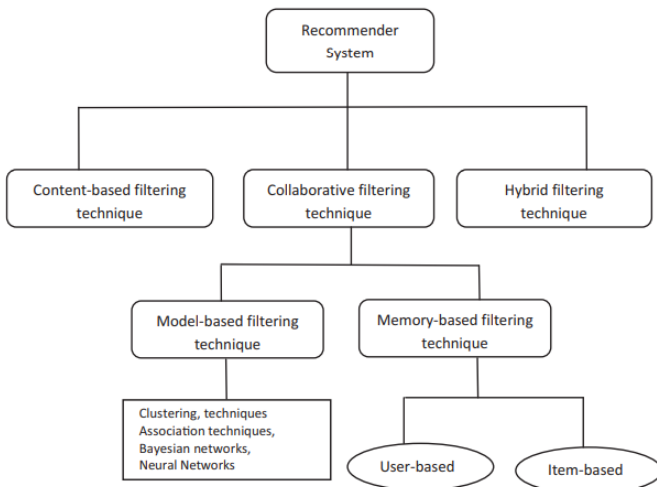 Recommender
System
Content-based filtering
technique
Collaborative filtering
technique
Hybrid filtering
technique
Model-based filtering
technique
Memory-based filtering
technique
Clustering, techniques
Association techniques,
Bayesian networks,
Neural Networks
User-based
Item-based